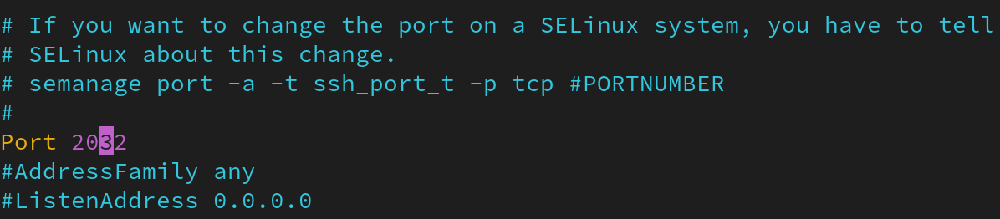 # If you want to change the port on a SELinux system, you have to tell
# SELinux about this change.
# semanage port -a -t ssh_port_t -p tcp #PORTNUMBER
#
Port 2032
#AddressFamily any
#ListenAddress 0.0.0.0